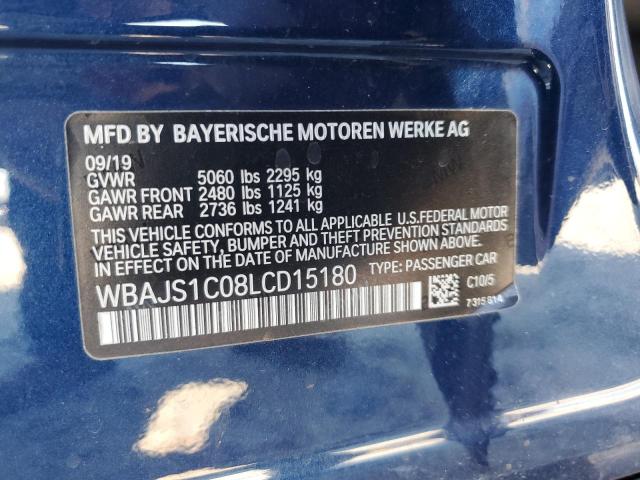 MFD BY BAYERISCHE MOTOREN WERKE AG
09/19
GVWR 5060 lbs 2295 kg
GAWR FRONT 2480 lbs 1125 kg
GAWR REAR 2736 lbs 1241 kg
THIS VEHICLE CONFORMS TO ALL APPLICABLE U.S.FEDERAL MOTOR
VEHICLE SAFETY, BUMPER AND THEFT PREVENTION STANDARDS
IN EFFECT ON THE DATE OF MANUFACTURE SHOWN ABOVE.
WBAJS1C08LCD15180 TYPE: PASSENGER CAR
C10/5
7315814